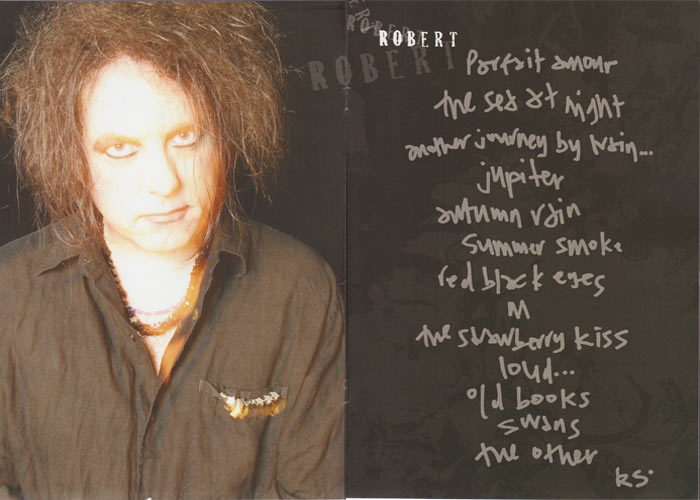 ROBERT
ROBERT
ROBERT
Parfait amour
the sea at night
another journey by train...
jupiter
autumn rain
summer smoke
red black eyes
M
the strawberry kiss
loud...
old books
swans
the other
RS.